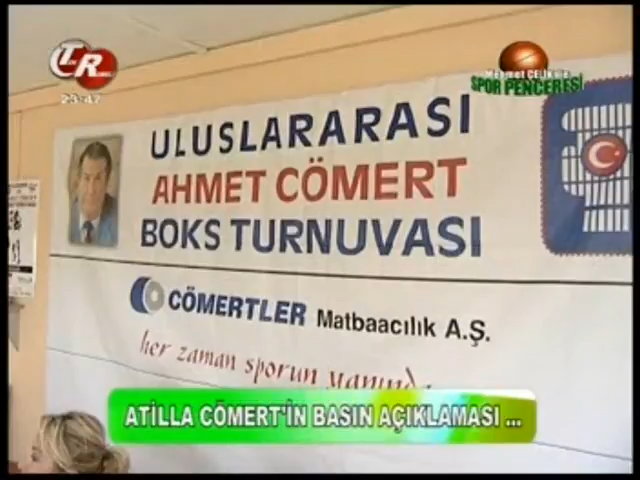 TR
23:47
Mehmet ÇELİK'le
SPOR PENCERESİ
ULUSLARARASI
AHMET CÖMERT
BOKS TURNUVASI
CÖMERTLER Matbaacılık A.Ş.
her zaman sporun yanında
ATİLLA CÖMERT'İN BASIN AÇIKLAMASI ...